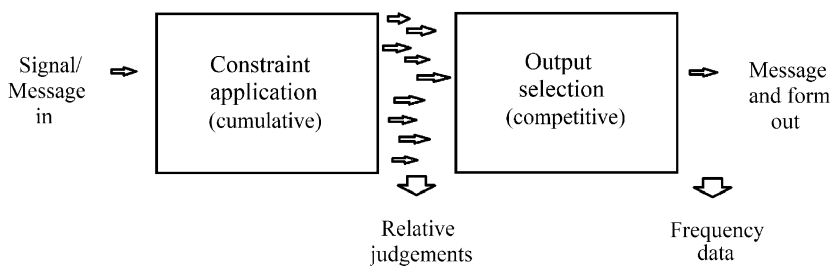 Signal/
Message
in
Constraint
application
(cumulative)
Output
selection
(competitive)
Message
and form
out
Relative
judgements
Frequency
data